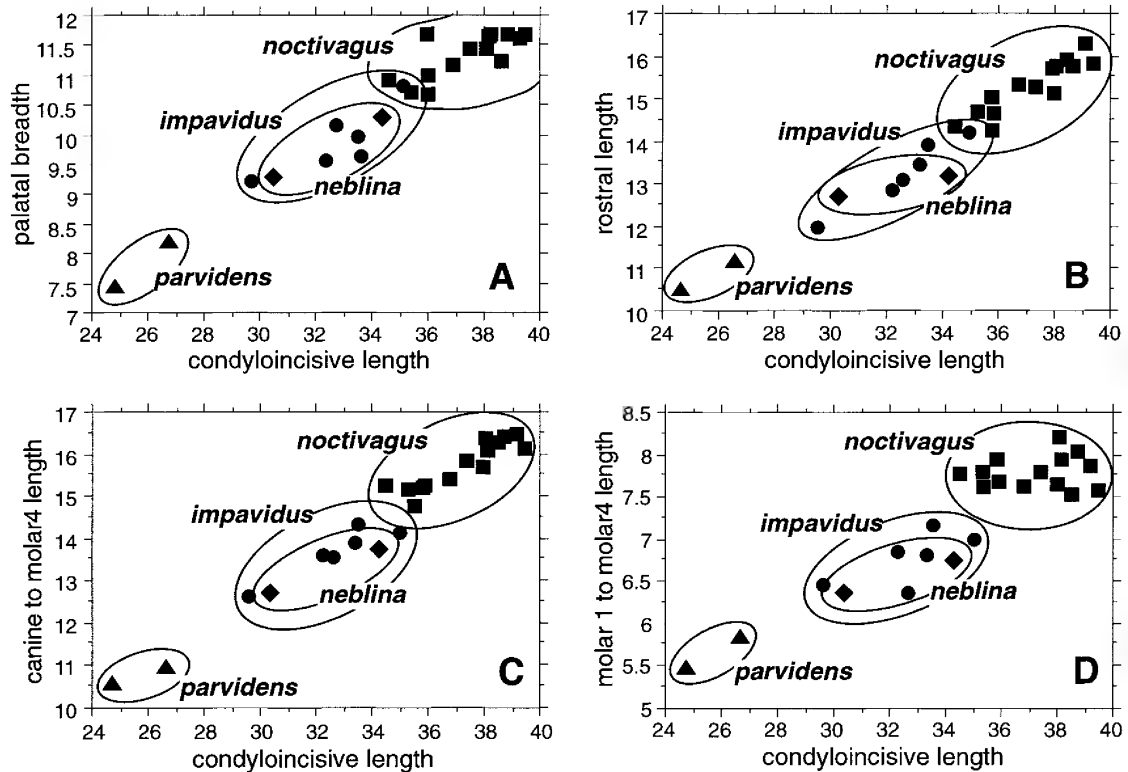 12
11.5
11
10.5
10
9.5
9
8.5
8
7.5
7
palatal breadth
noctivagus
impavidus
neblina
parvidens
A
24 26 28 30 32 34 36 38 40
condyloincisive length
17
16
15
14
13
12
11
10
rostral length
noctivagus
impavidus
neblina
parvidens
B
24 26 28 30 32 34 36 38 40
condyloincisive length
17
16
15
14
13
12
11
10
canine to molar4 length
noctivagus
impavidus
neblina
parvidens
C
24 26 28 30 32 34 36 38 40
condyloincisive length
8.5
8
7.5
7
6.5
6
5.5
5
molar 1 to molar4 length
noctivagus
impavidus
neblina
parvidens
D
24 26 28 30 32 34 36 38 40
condyloincisive length